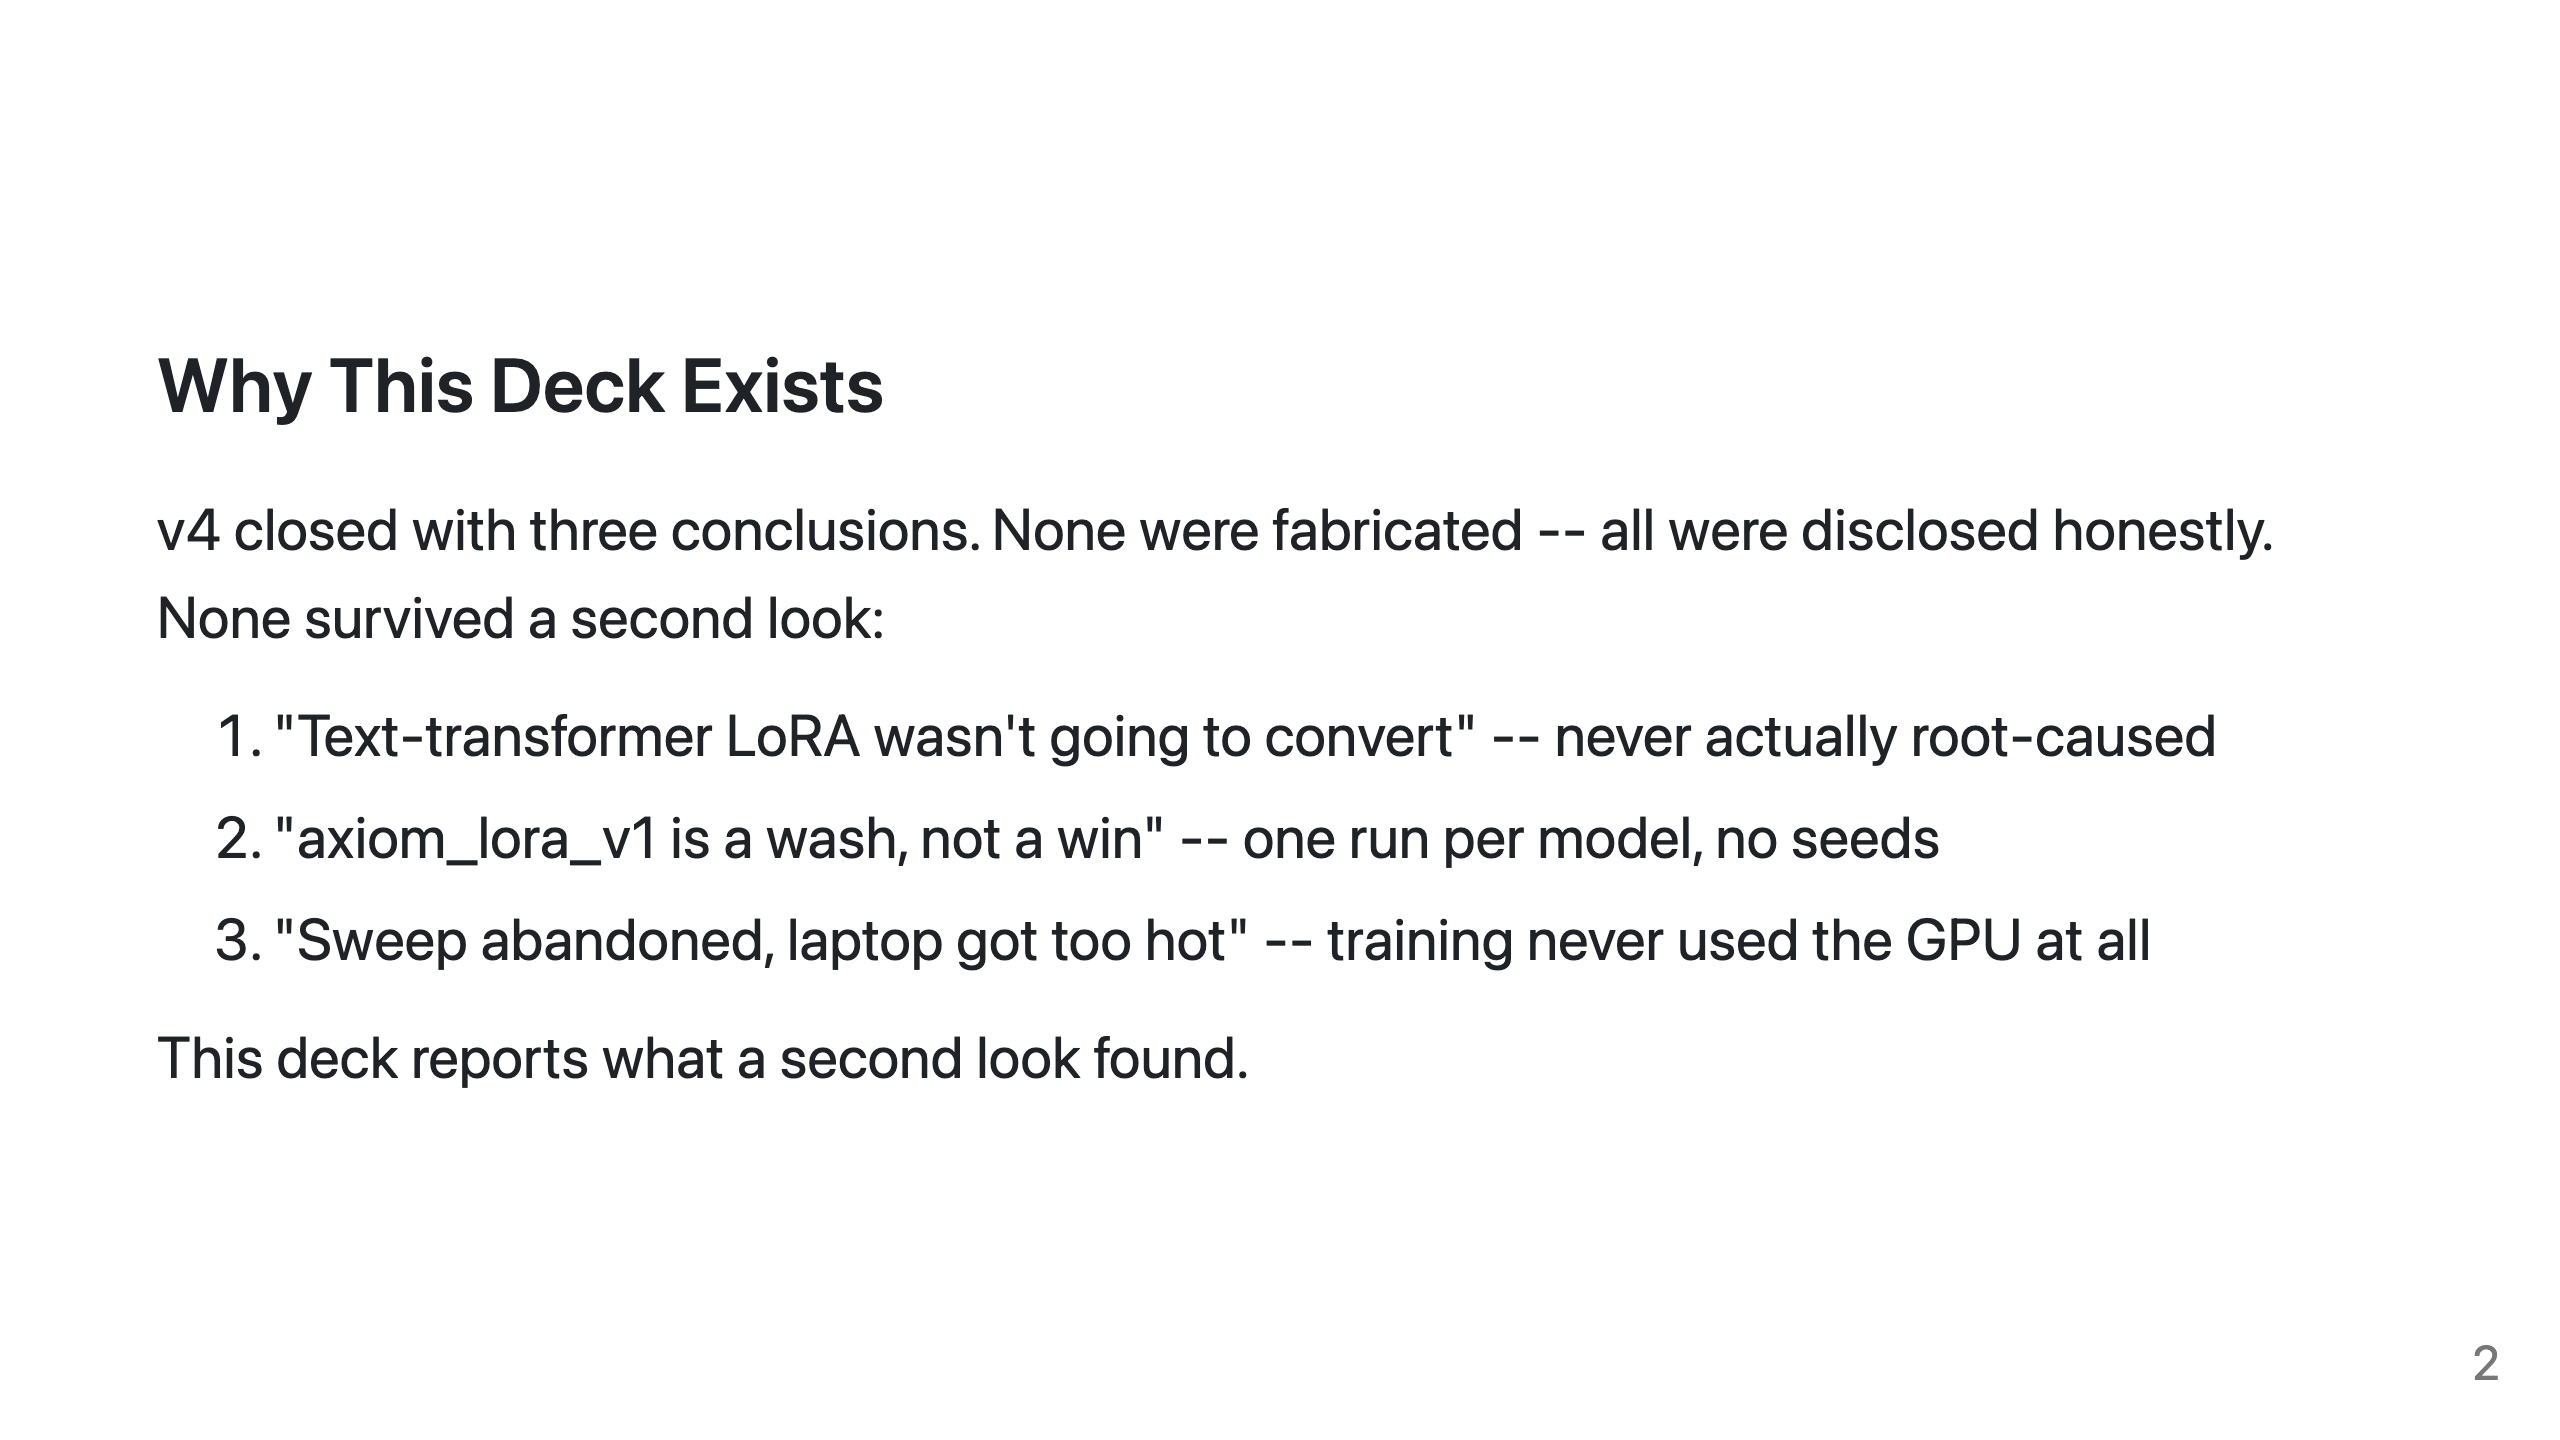 Why This Deck Exists
v4 closed with three conclusions. None were fabricated -- all were disclosed honestly.
None survived a second look:
1. "Text-transformer LoRA wasn't going to convert" -- never actually root-caused
2. "axiom_lora_v1 is a wash, not a win" -- one run per model, no seeds
3. "Sweep abandoned, laptop got too hot" -- training never used the GPU at all
This deck reports what a second look found.
2